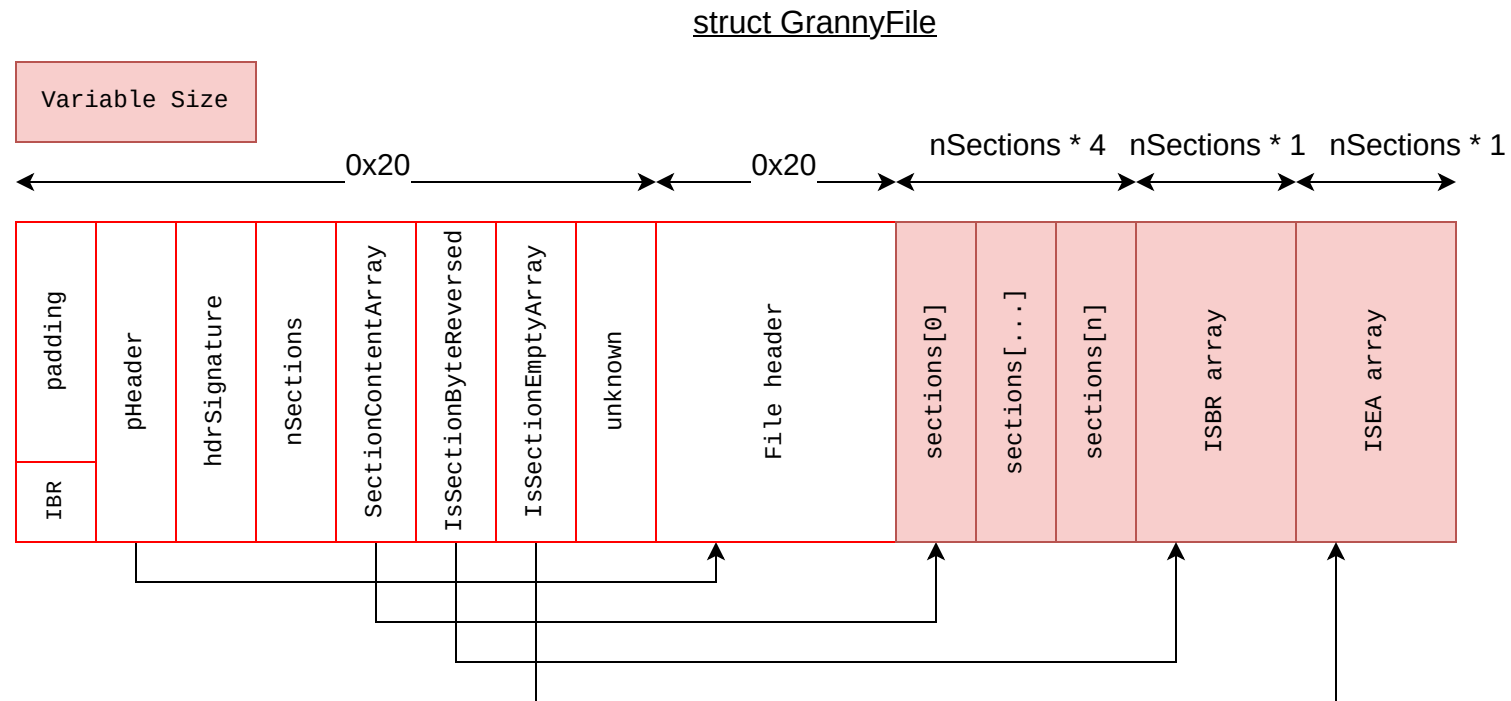 struct GrannyFile
Variable Size
0x20
0x20
nSections * 4
nSections * 1
nSections * 1
padding
IBR
pHeader
hdrSignature
nSections
SectionContentArray
IsSectionByteReversed
IsSectionEmptyArray
unknown
File header
sections[0]
sections[...]
sections[n]
ISBR array
ISEA array